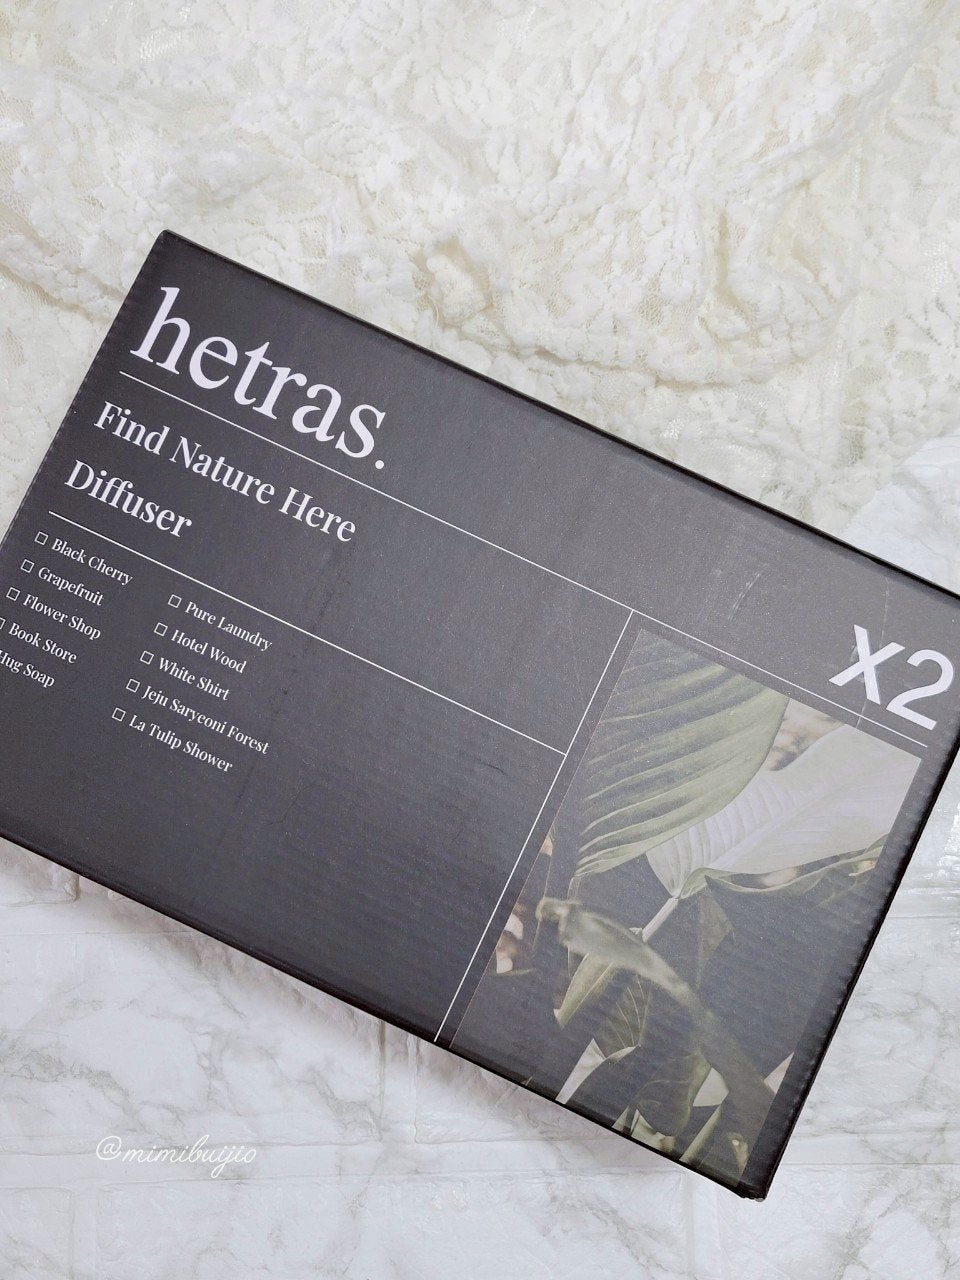 hetras.
Find Nature Here
Diffuser
☐ Black Cherry
☐ Grapefruit
☐ Flower Shop
☐ Book Store
Hug Soap
☐ Pure Laundry
☐ Hotel Wood
☐ White Shirt
☐ Jeju Saryeoni Forest
☐ La Tulip Shower
X2
@mimibuijio